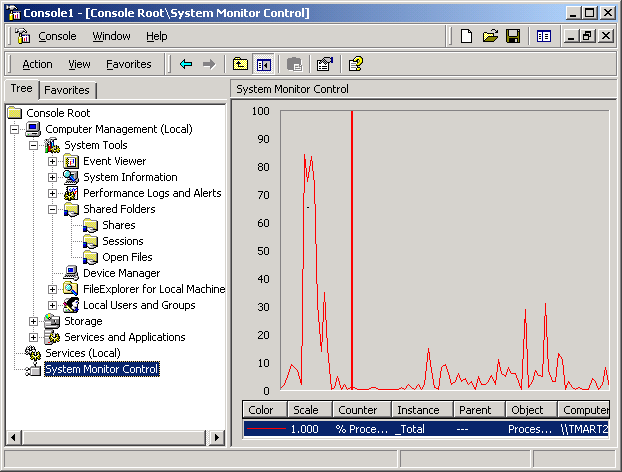 Console1 - [Console Root\System Monitor Control]
Console Window Help
Action View Favorites
Tree Favorites
Console Root
Computer Management (Local)
System Tools
Event Viewer
System Information
Performance Logs and Alerts
Shared Folders
Shares
Sessions
Open Files
Device Manager
FileExplorer for Local Machine
Local Users and Groups
Storage
Services and Applications
Services (Local)
System Monitor Control
System Monitor Control
100
90
80
70
60
50
40
30
20
10
0
Color Scale Counter Instance Parent Object Computer
1.000 % Proce... _Total --- Proces... \\TMART2